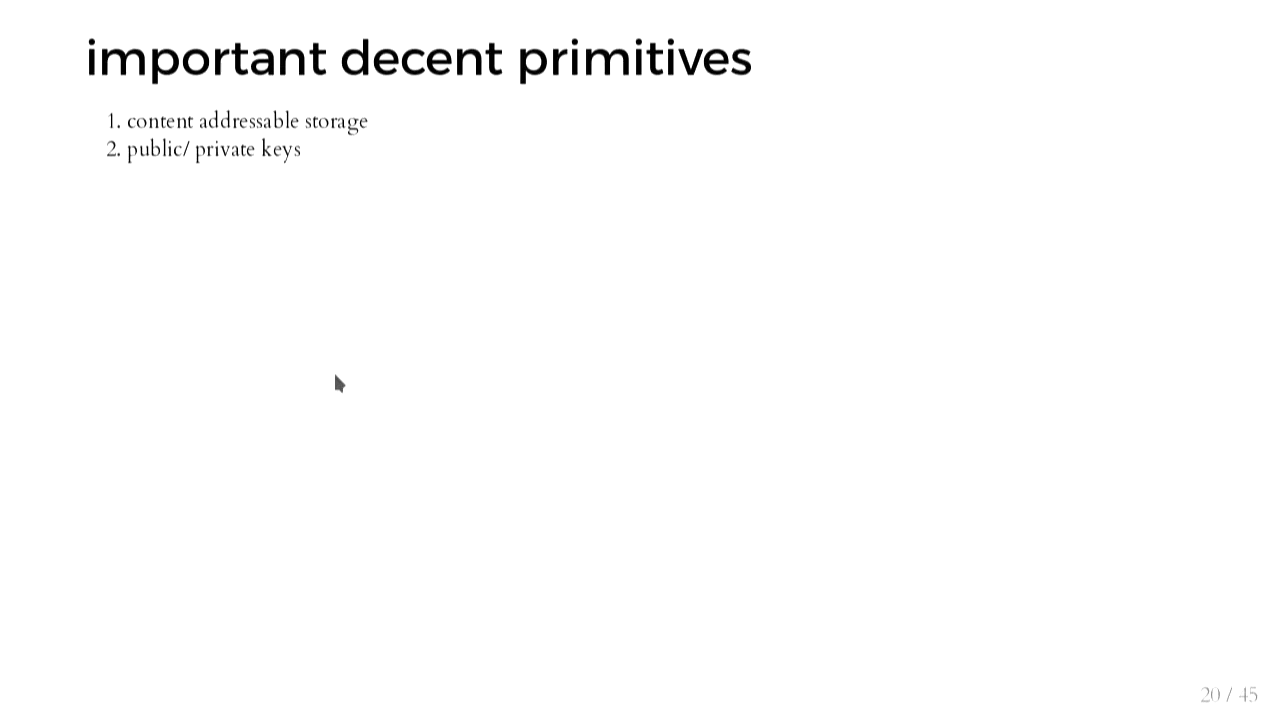 important decent primitives
1. content addressable storage
2. public/ private keys
20 / 45